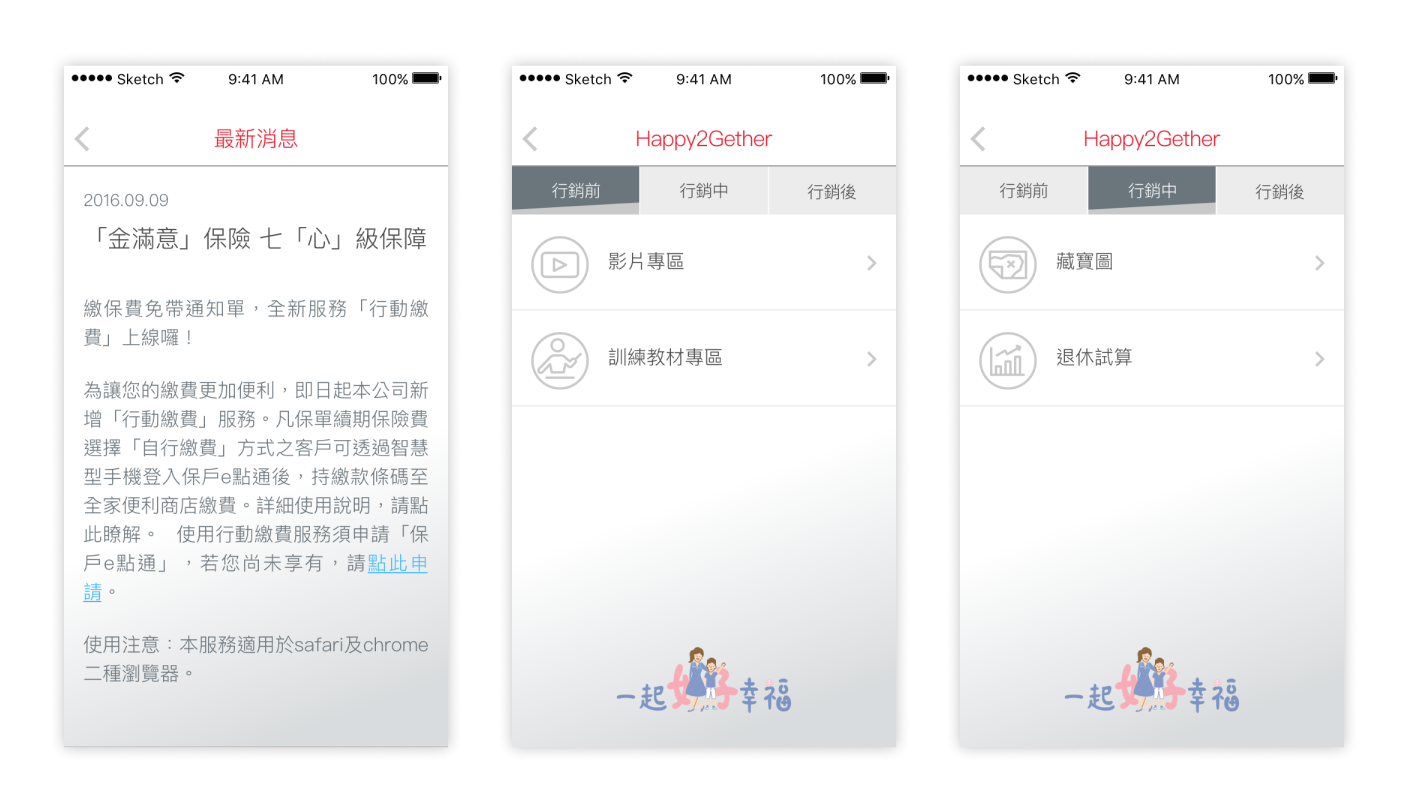 Sketch 9:41 AM 100%
最新消息
2016.09.09
「金滿意」保險 七「心」級保障
繳保費免帶通知單，全新服務「行動繳
費」上線囉！
為讓您的繳費更加便利，即日起本公司新
增「行動繳費」服務。凡保單續期保險費
選擇「自行繳費」方式之客戶可透過智慧
型手機登入保戶e點通後，持繳款條碼至
全家便利商店繳費。詳細使用說明，請點
此瞭解。 使用行動繳費服務須申請「保
戶e點通」，若您尚未享有，請點此申
請。
使用注意：本服務適用於safari及chrome
二種瀏覽器。
Sketch 9:41 AM 100%
Happy2Gether
行銷前 行銷中 行銷後
影片專區
訓練教材專區
一起好幸福
Sketch 9:41 AM 100%
Happy2Gether
行銷前 行銷中 行銷後
藏寶圖
退休試算
一起好幸福